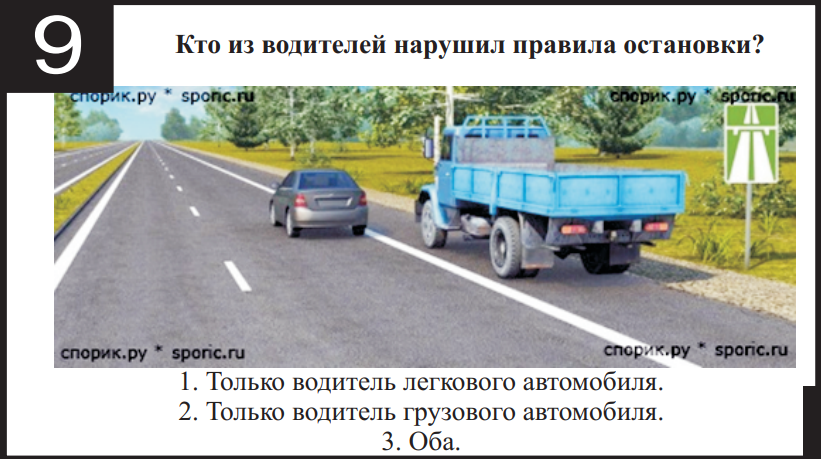 9
Кто из водителей нарушил правила остановки?
спорик.ру * sporic.ru
спорик.ру * sporic.ru
спорик.ру * sporic.ru
спорик.ру * sporic.ru
1. Только водитель легкового автомобиля.
2. Только водитель грузового автомобиля.
3. Оба.